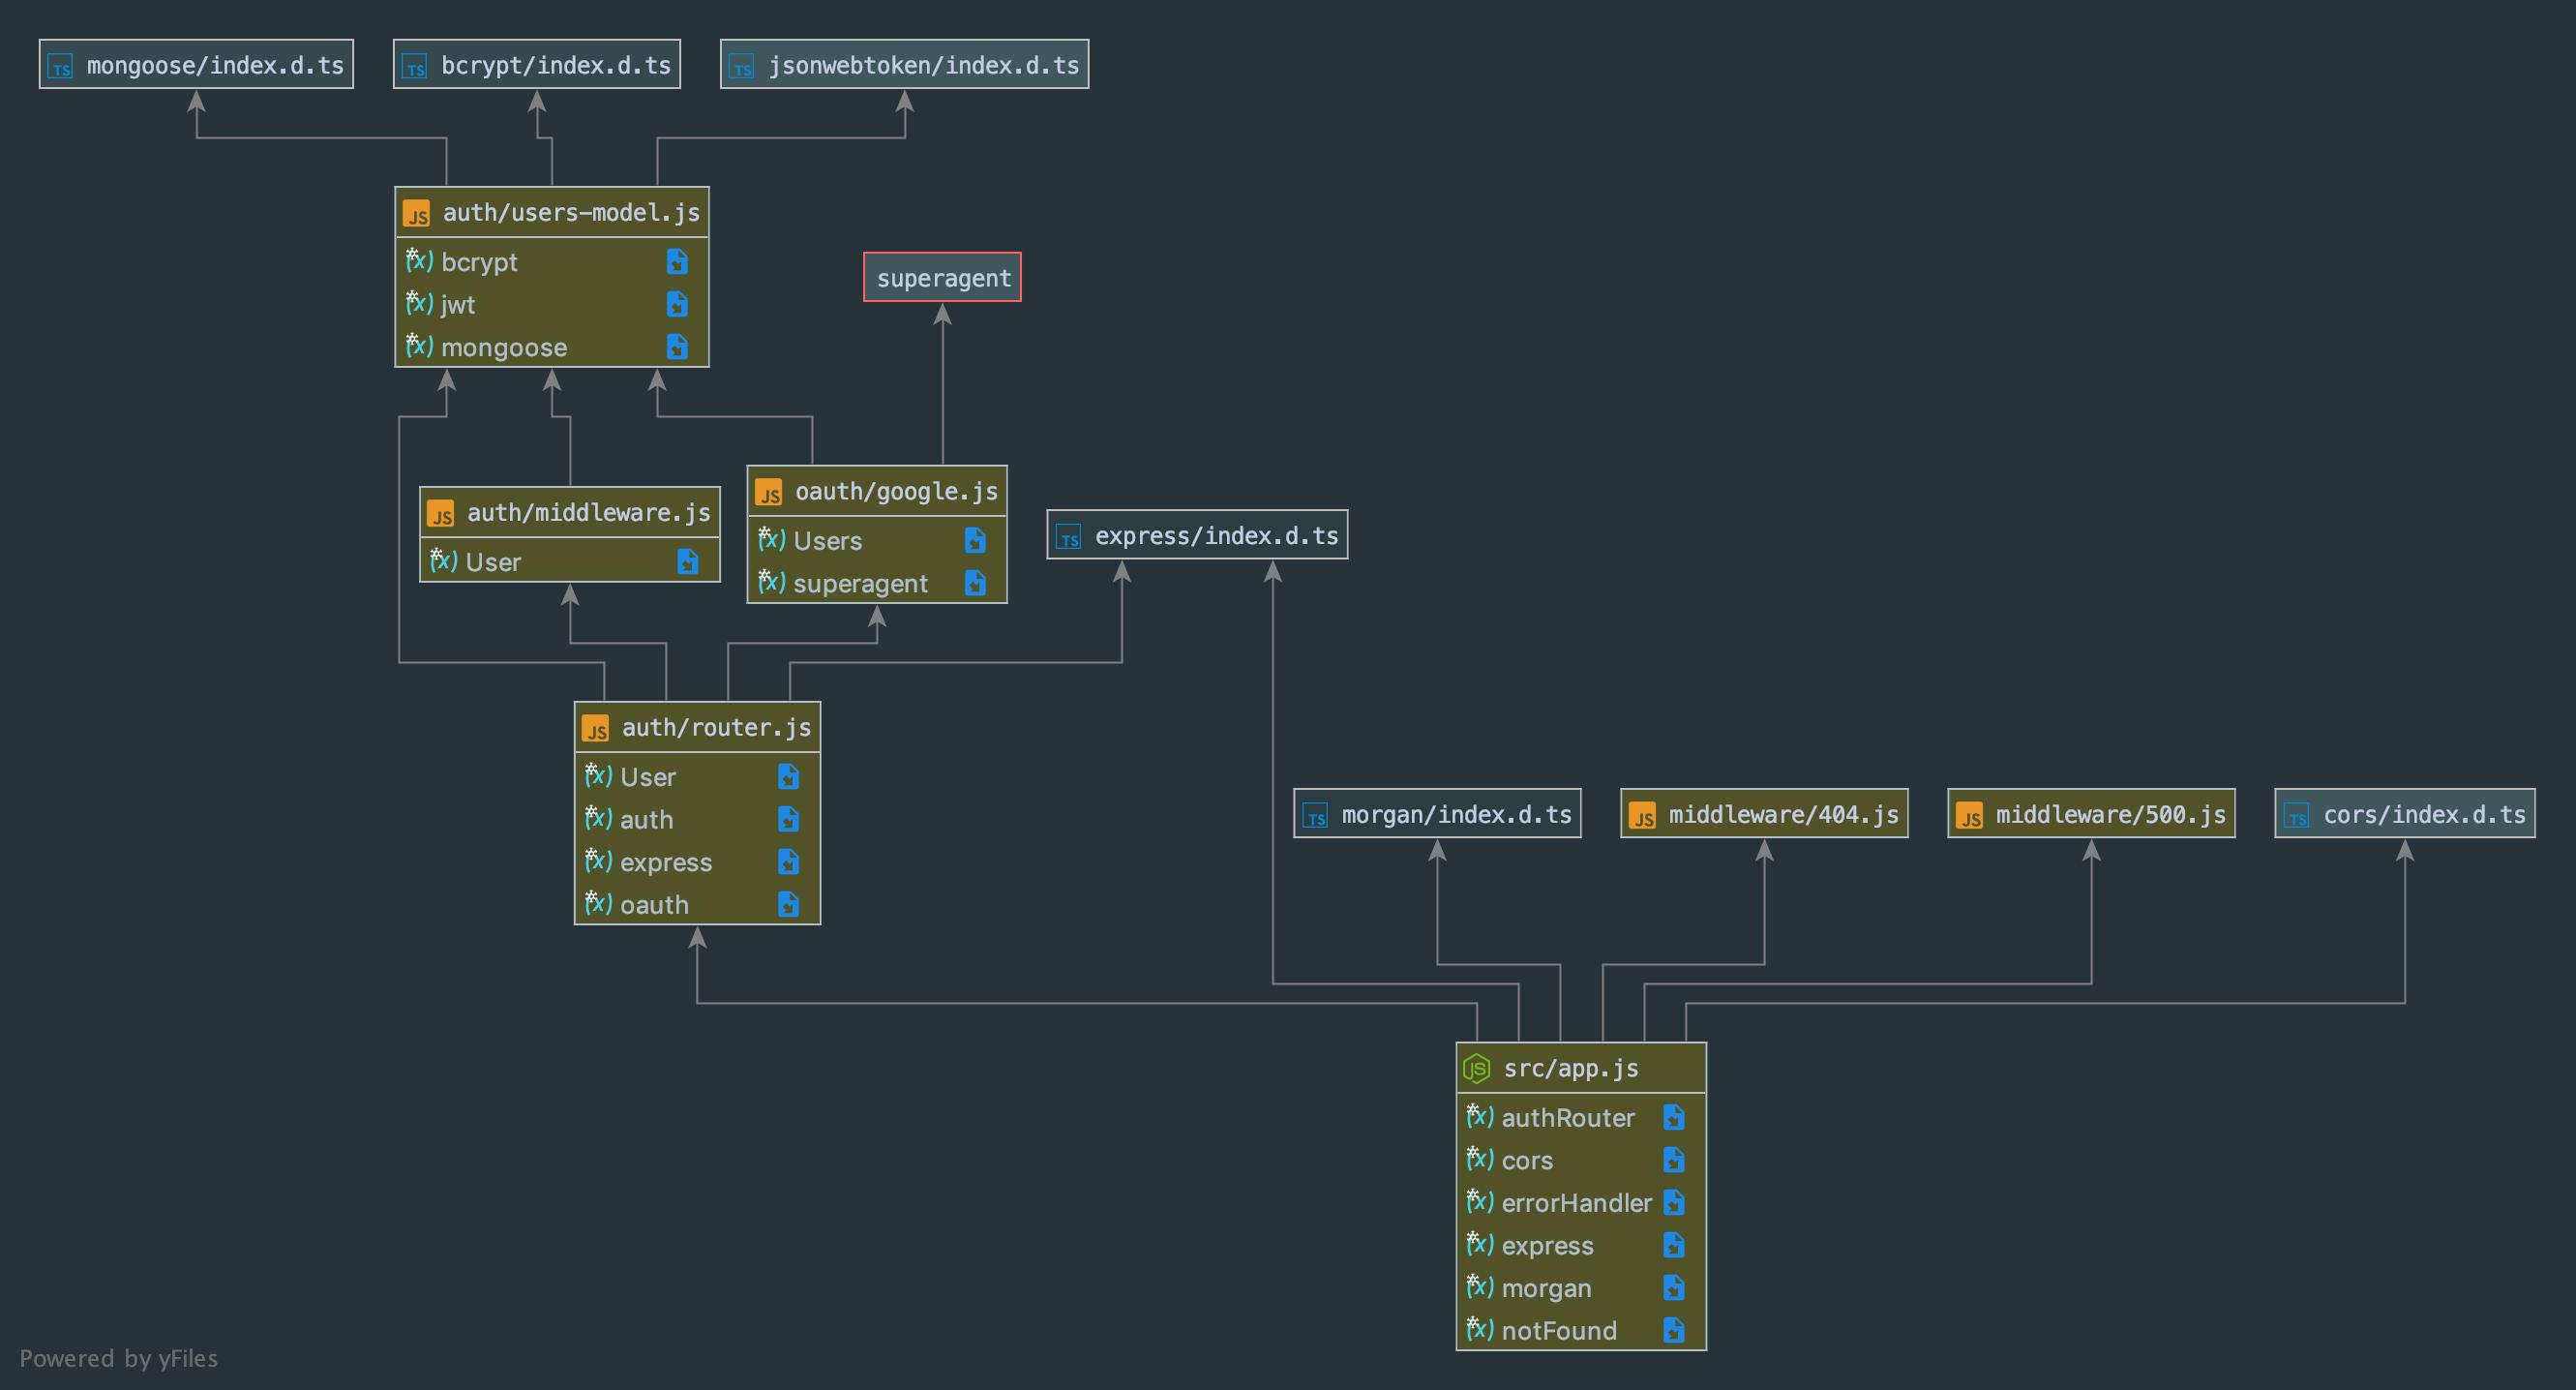 mongoose/index.d.ts
bcrypt/index.d.ts
jsonwebtoken/index.d.ts
auth/users-model.js
bcrypt
jwt
mongoose
superagent
auth/middleware.js
User
oauth/google.js
Users
superagent
express/index.d.ts
auth/router.js
User
auth
express
oauth
morgan/index.d.ts
middleware/404.js
middleware/500.js
cors/index.d.ts
src/app.js
authRouter
cors
errorHandler
express
morgan
notFound
Powered by yFiles